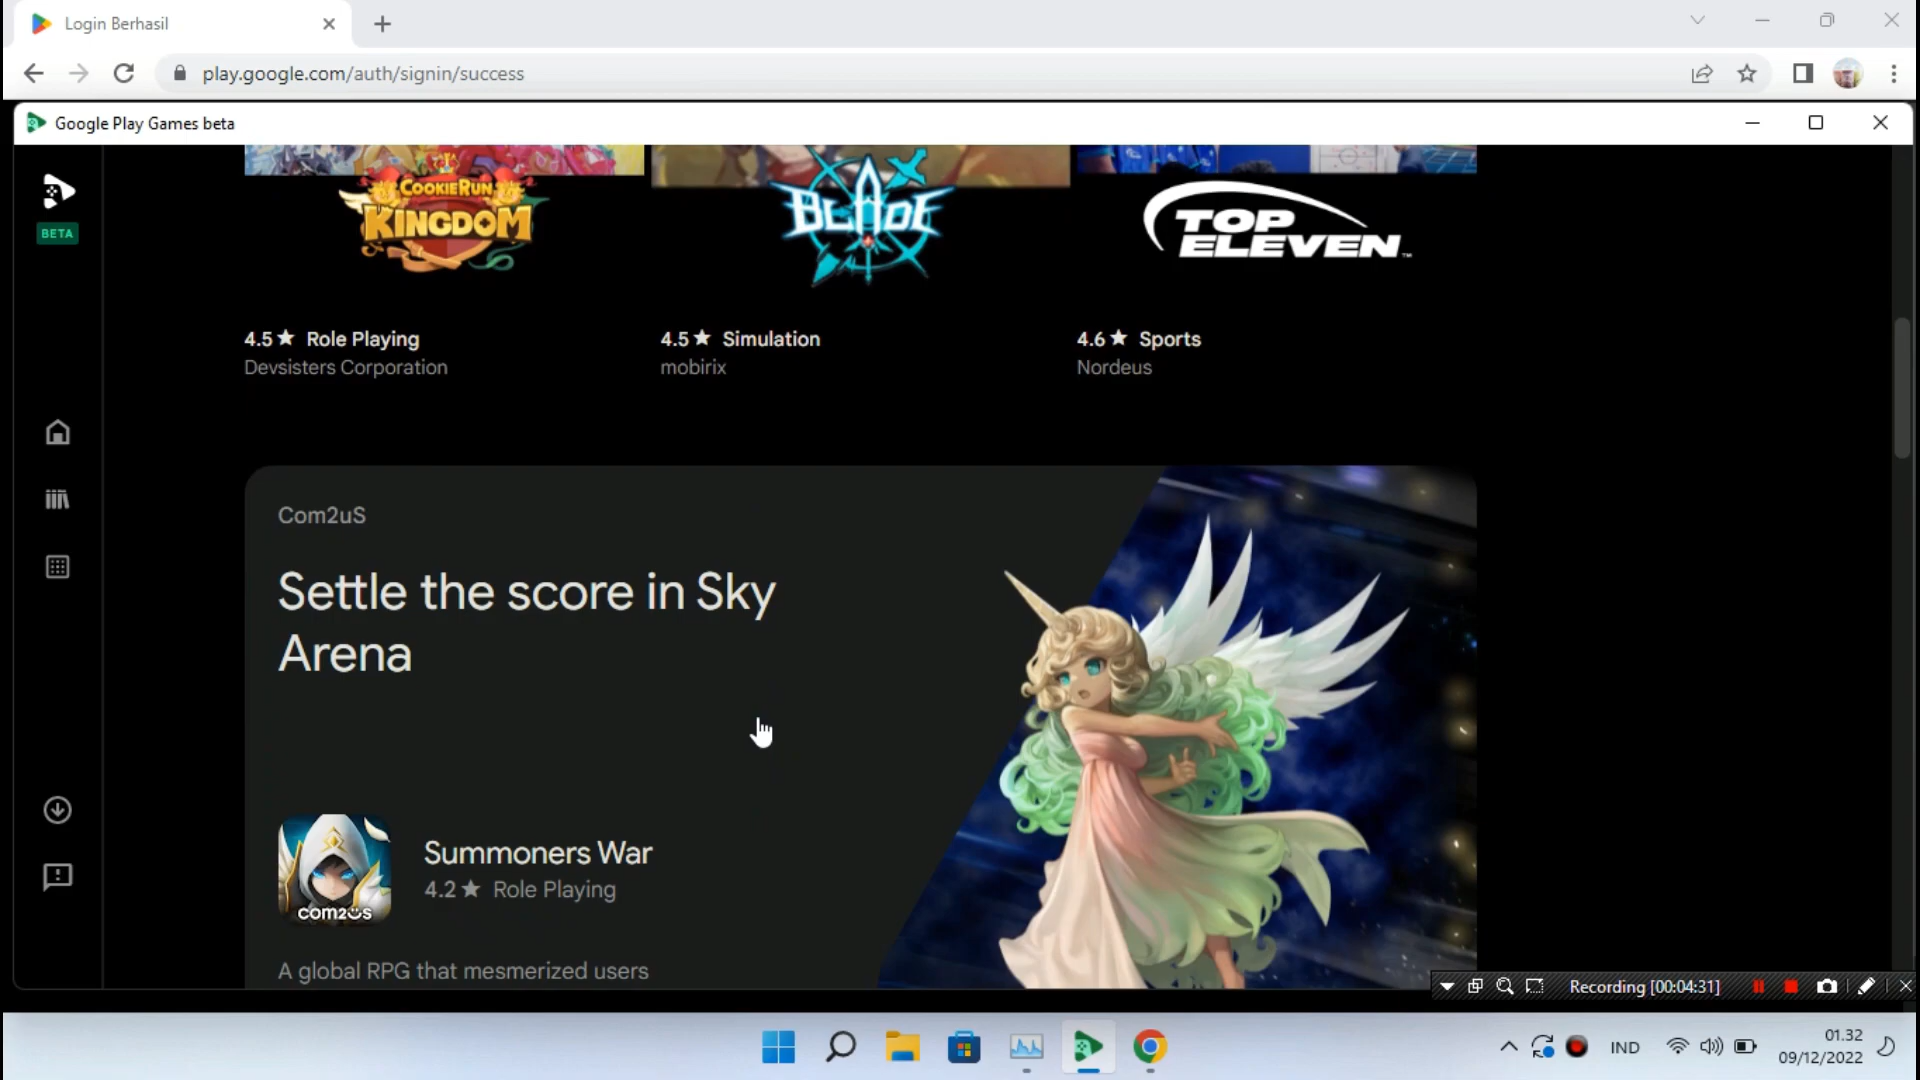 Login Berhasil
play.google.com/auth/signin/success
Google Play Games beta
BETA
COOKIERUN
KINGDOM
BLADE
TOP
ELEVEN™
4.5★ Role Playing
Devsisters Corporation
4.5★ Simulation
mobirix
4.6★ Sports
Nordeus
Com2uS
Settle the score in Sky
Arena
com2us
Summoners War
4.2★ Role Playing
A global RPG that mesmerized users
Recording [00:04:31]
IND
01.32
09/12/2022